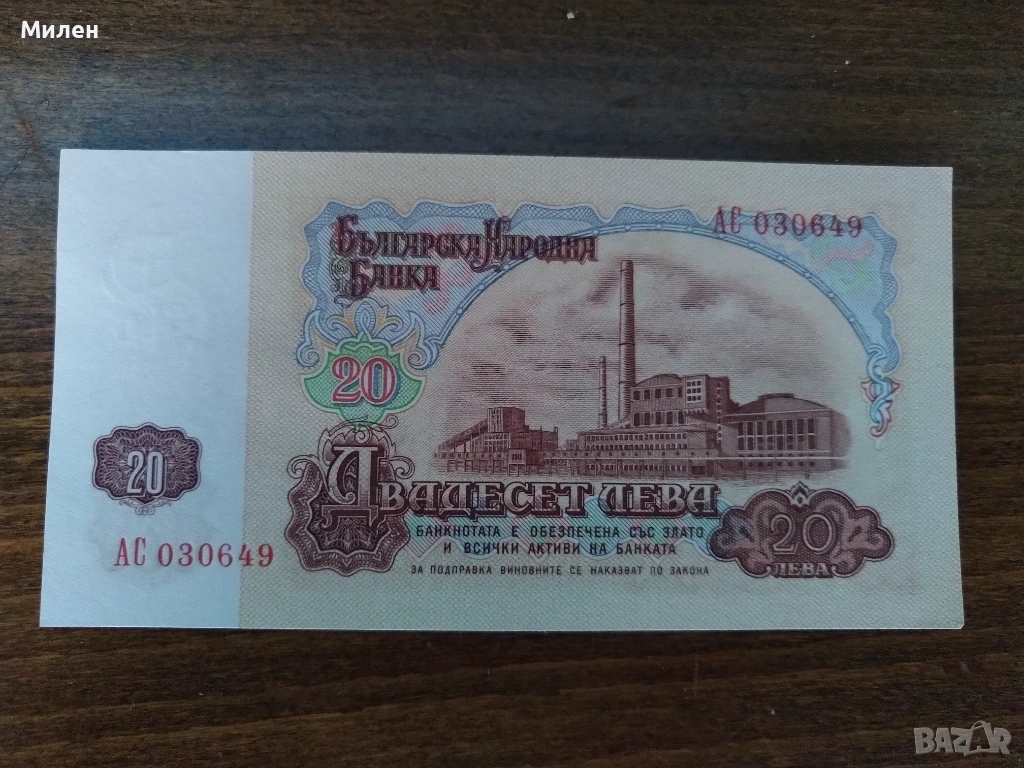 Милен
АС 030649
Българска Народна
Банка
20
Двадесет лева
20
БАНКНОТАТА Е ОБЕЗПЕЧЕНА СЪС ЗЛАТО
И ВСИЧКИ АКТИВИ НА БАНКАТА
20
ЛЕВА
АС 030649
ЗА ПОДПРАВКА ВИНОВНИТЕ СЕ НАКАЗВАТ ПО ЗАКОНА
BAZAR